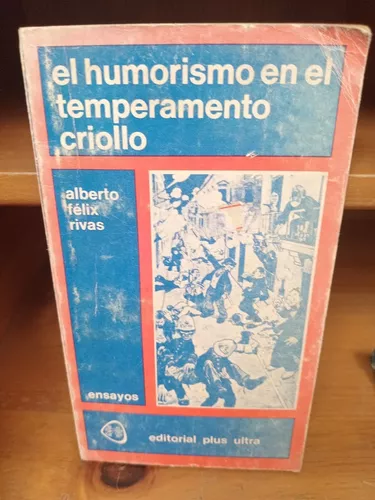 el humorismo en el
temperamento
criollo
alberto
félix
rivas
ensayos
editorial plus ultra